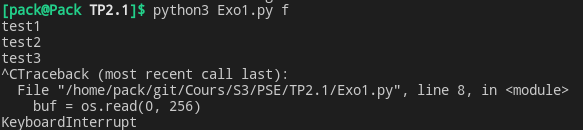 [pack@Pack TP2.1]$ python3 Exo1.py f
test1
test2
test3
^CTraceback (most recent call last):
  File "/home/pack/git/Cours/S3/PSE/TP2.1/Exo1.py", line 8, in <module>
    buf = os.read(0, 256)
KeyboardInterrupt